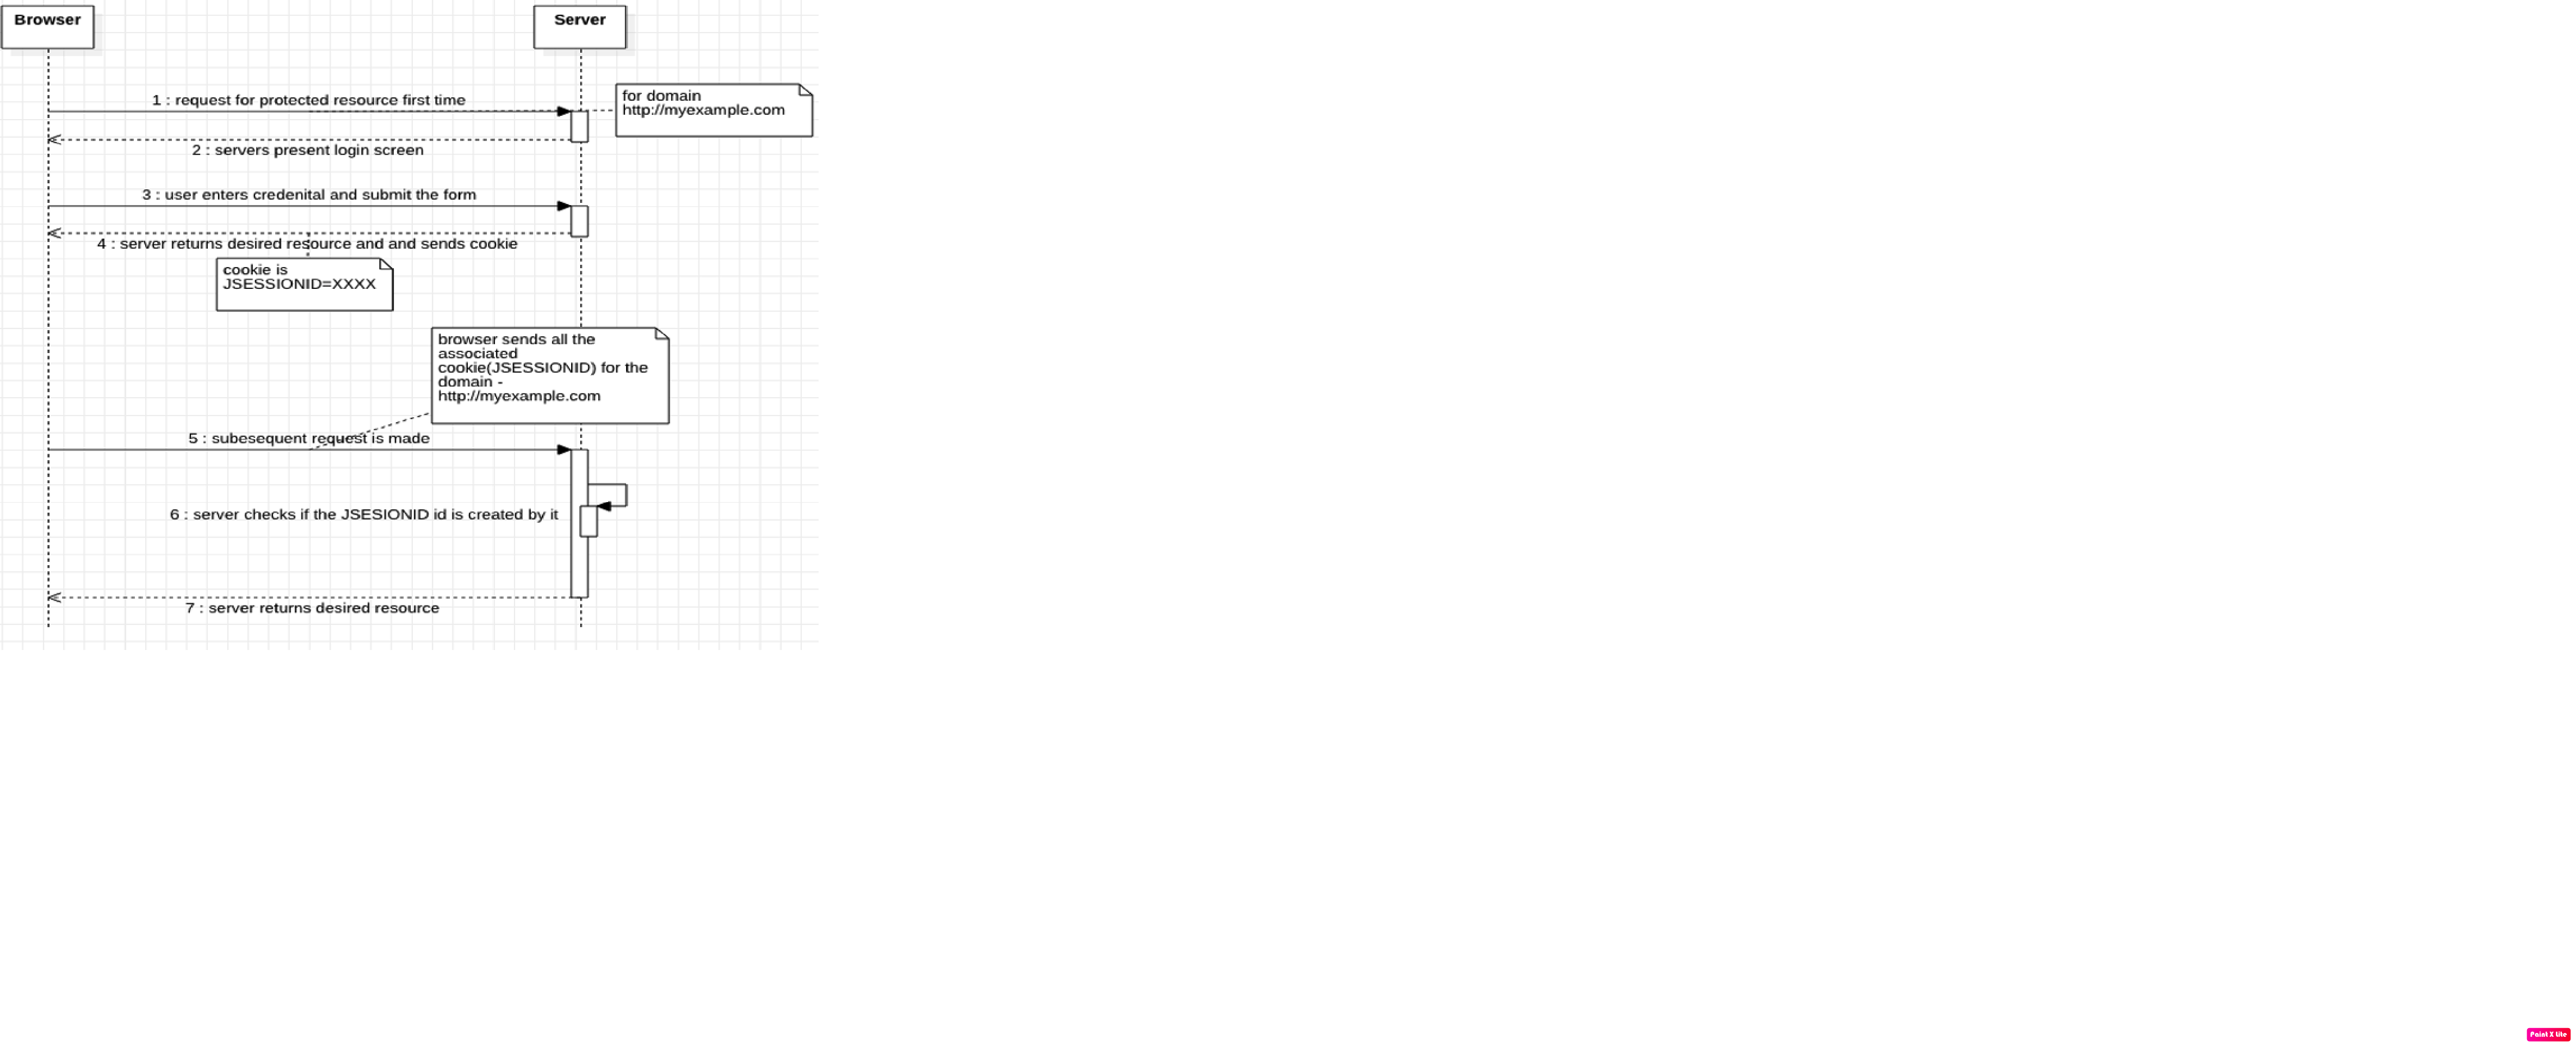 Browser
Server
1 : request for protected resource first time
for domain
http://myexample.com
2 : servers present login screen
3 : user enters credenital and submit the form
4 : server returns desired resource and and sends cookie
cookie is
JSESSIONID=XXXX
browser sends all the
associated
cookie(JSESSIONID) for the
domain -
http://myexample.com
5 : subesequent request is made
6 : server checks if the JSESIONID id is created by it
7 : server returns desired resource
Paint X Lite